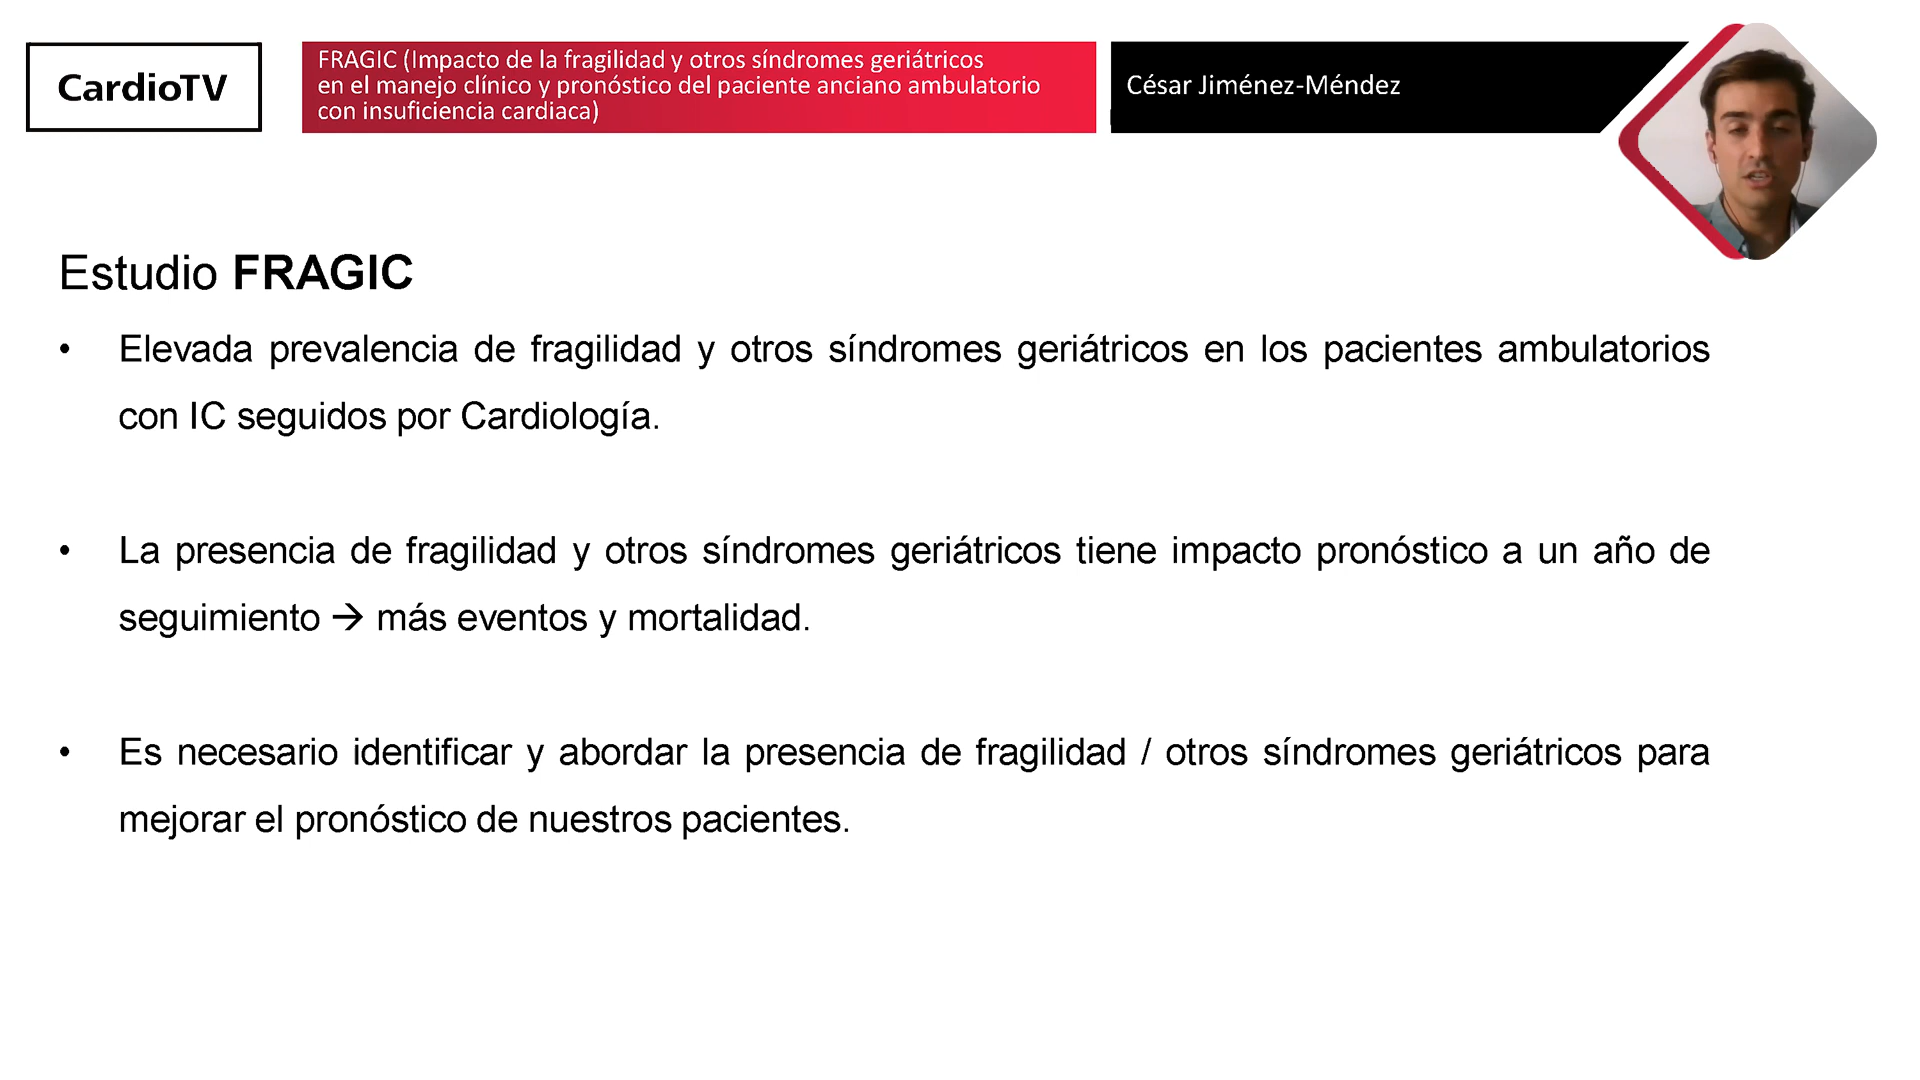 CardioTV
FRAGIC (Impacto de la fragilidad y otros síndromes geriátricos
en el manejo clínico y pronóstico del paciente anciano ambulatorio
con insuficiencia cardiaca)
César Jiménez-Méndez
Estudio FRAGIC
• Elevada prevalencia de fragilidad y otros síndromes geriátricos en los pacientes ambulatorios
con IC seguidos por Cardiología.
• La presencia de fragilidad y otros síndromes geriátricos tiene impacto pronóstico a un año de
seguimiento → más eventos y mortalidad.
• Es necesario identificar y abordar la presencia de fragilidad / otros síndromes geriátricos para
mejorar el pronóstico de nuestros pacientes.